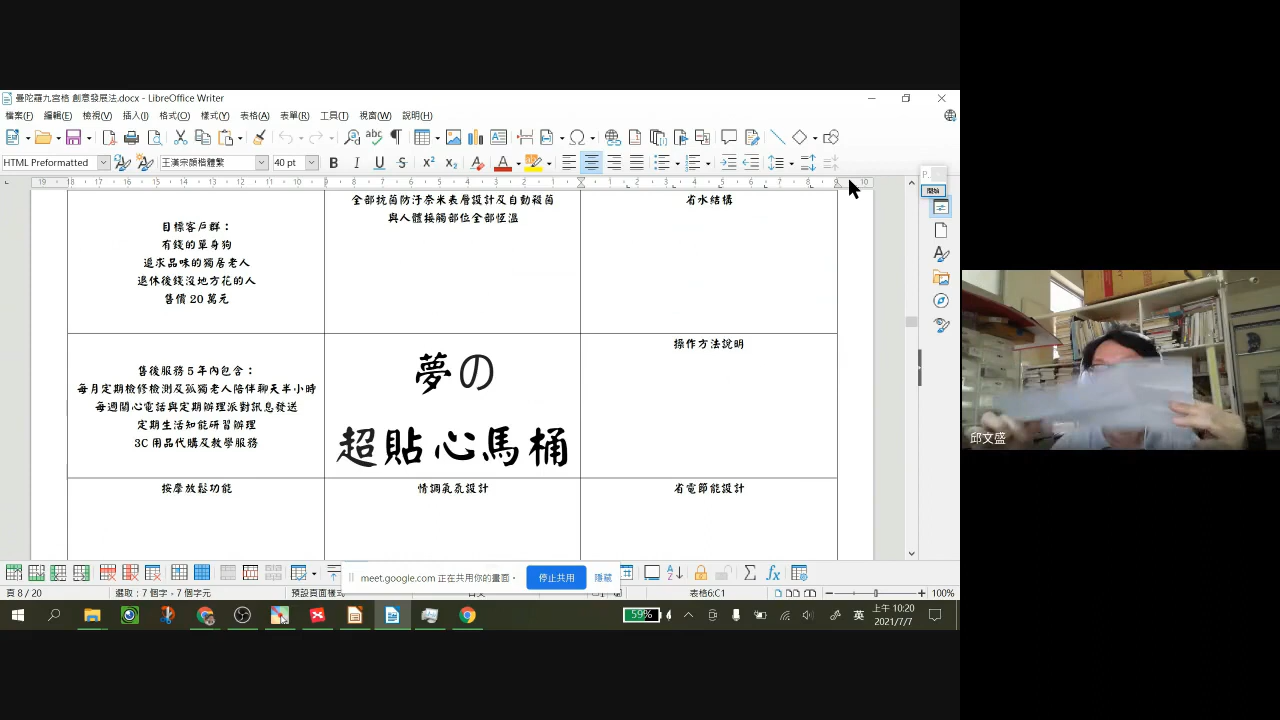 曼陀羅九宮格 創意發展法.docx - LibreOffice Writer
檔案(F) 編輯(E) 檢視(V) 插入(I) 格式(O) 樣式(Y) 表格(A) 表單(R) 工具(T) 視窗(W) 說明(H)
HTML Preformatted 王漢宗顏楷體繁 40 pt
開始
目標客戶群：
有錢的單身狗
追求品味的獨居老人
退休後錢沒地方花的人
售價 20 萬元
全部抗菌防汙奈米表層設計及自動殺菌
與人體接觸部位全部恆溫
省水結構
售後服務 5 年內包含：
每月定期檢修檢測及孤獨老人陪伴聊天半小時
每週關心電話與定期辦理派對訊息發送
定期生活知能研習辦理
3C 用品代購及教學服務
夢の
超貼心馬桶
操作方法說明
按摩放鬆功能
情調氣氛設計
省電節能設計
邱文盛
meet.google.com 正在共用你的畫面。 停止共用 隱藏
頁 8 / 20 選取：7 個字，7 個字元 預設頁面樣式 表格6:C1 100%
59% 英 上午 10:20
2021/7/7